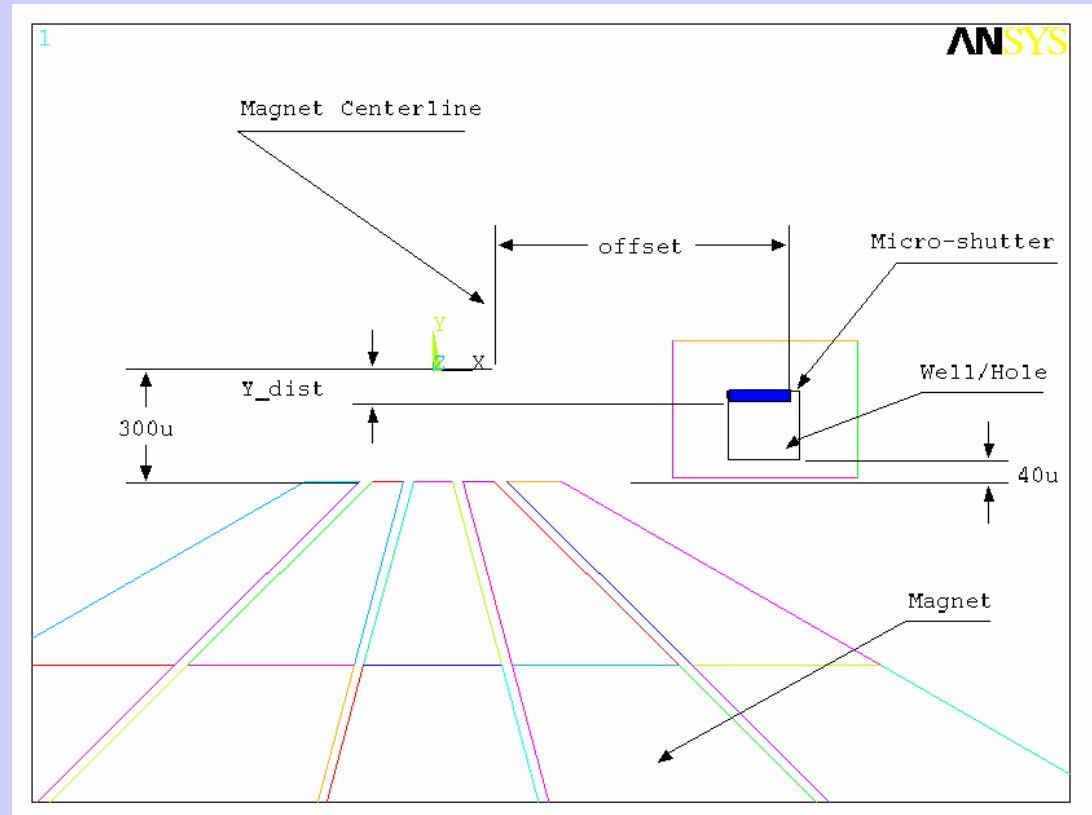 1
ANSYS
Magnet Centerline
offset
Micro-shutter
Y
Z X
Y_dist
Well/Hole
300u
40u
Magnet